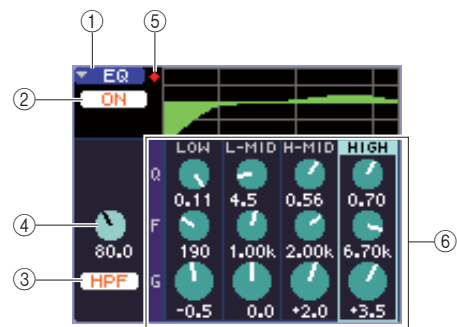 ① ⑤
EQ
② ON
LOW L-MID H-MID HIGH
Q
0.11 4.5 0.56 0.70
④ F
80.0 190 1.00k 2.00k 6.70k
⑥
③ HPF G
-0.5 0.0 +2.0 +3.5